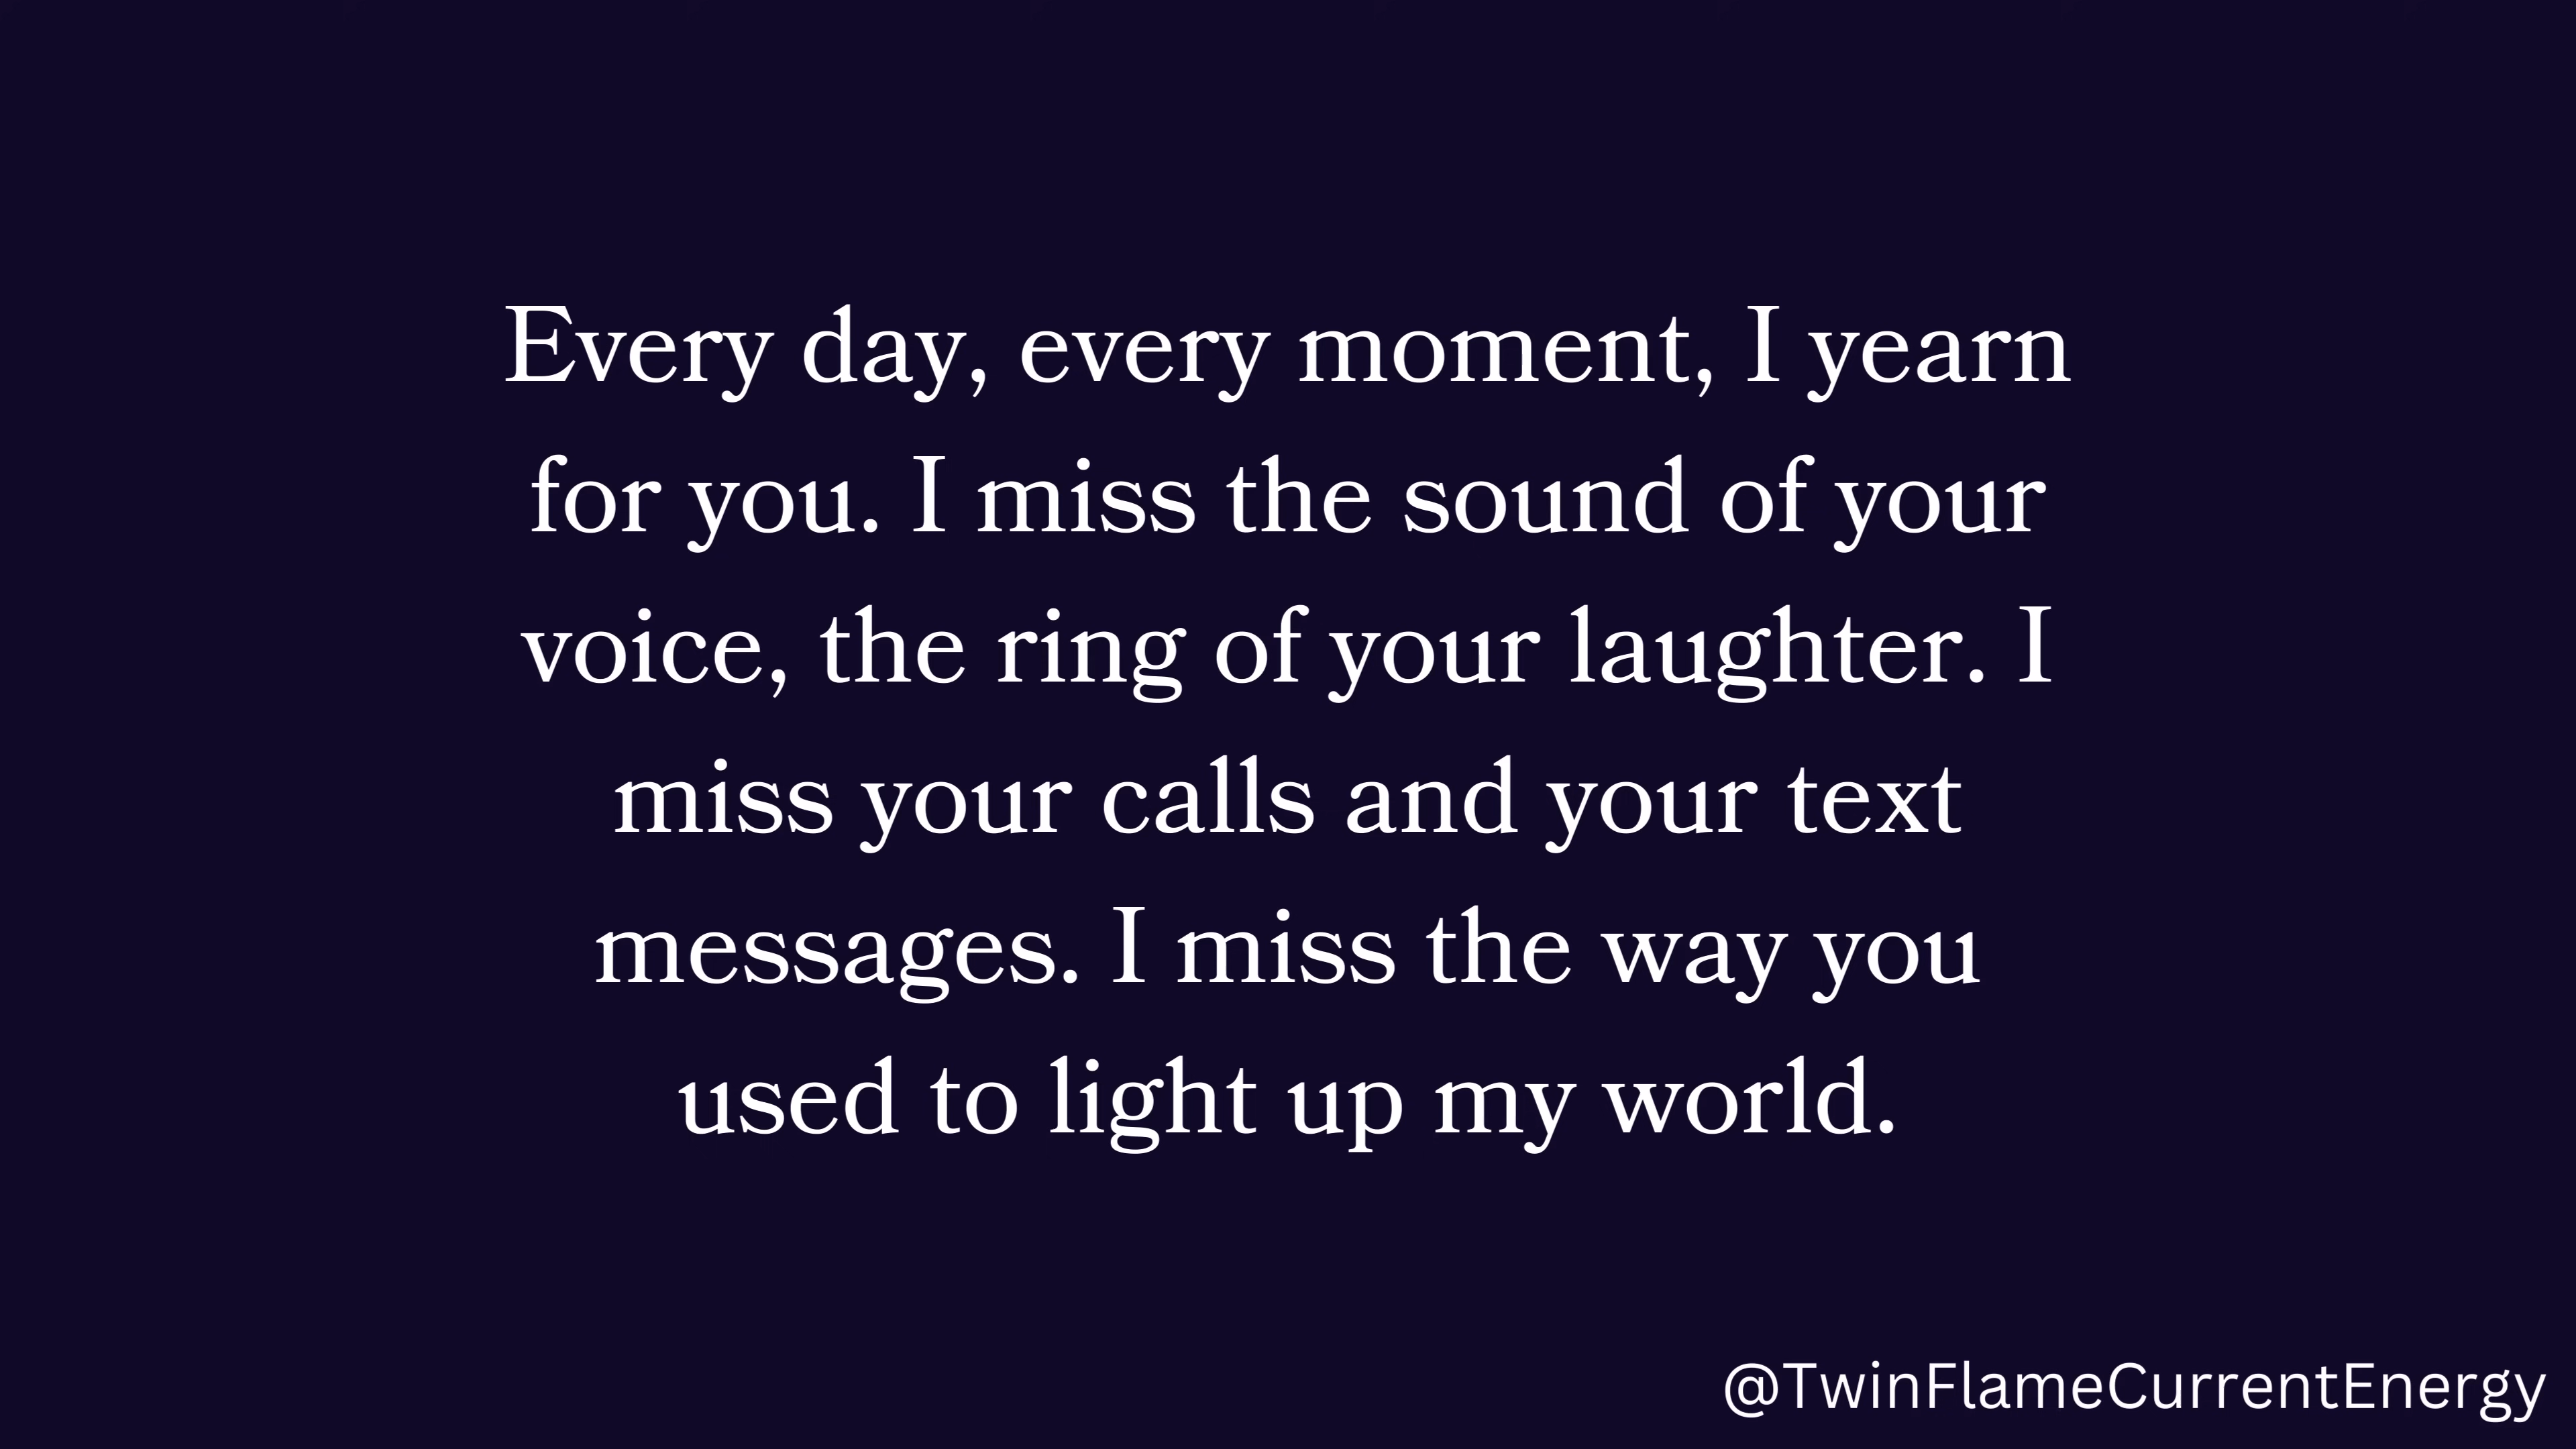 Every day, every moment, I yearn
for you. I miss the sound of your
voice, the ring of your laughter. I
miss your calls and your text
messages. I miss the way you
used to light up my world.
@TwinFlameCurrentEnergy